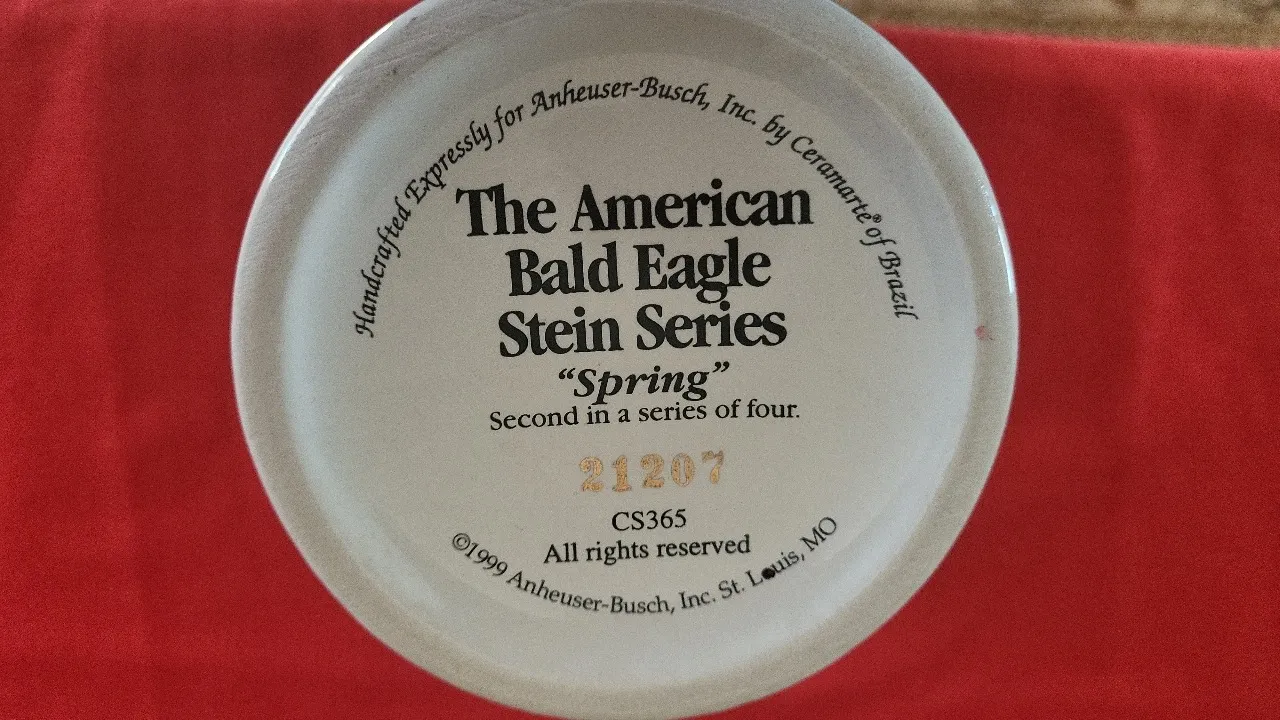 Handcrafted Expressly for Anheuser-Busch, Inc. by Ceramarte® of Brazil
The American
Bald Eagle
Stein Series
“Spring”
Second in a series of four.
21207
CS365
All rights reserved
©1999 Anheuser-Busch, Inc. St. Louis, MO